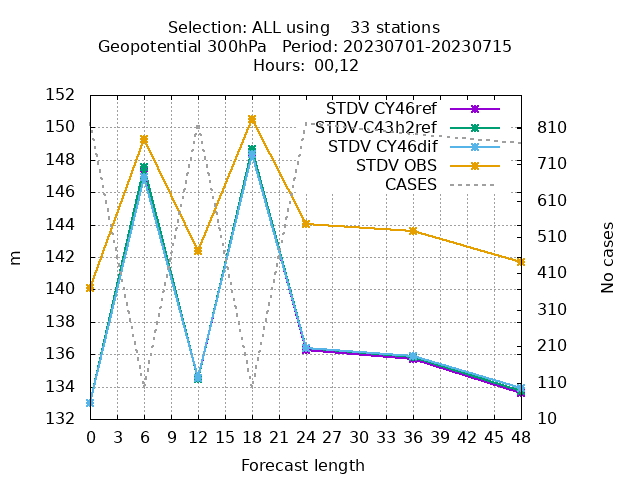 Selection: ALL using    33 stations
Geopotential 300hPa   Period: 20230701-20230715
Hours:  00,12
STDV CY46ref
STDV C43h2ref
STDV CY46dif
STDV OBS
CASES
152
150
148
146
144
142
140
138
136
134
132
m
810
710
610
510
410
310
210
110
10
No cases
0 3 6 9 12 15 18 21 24 27 30 33 36 39 42 45 48
Forecast length